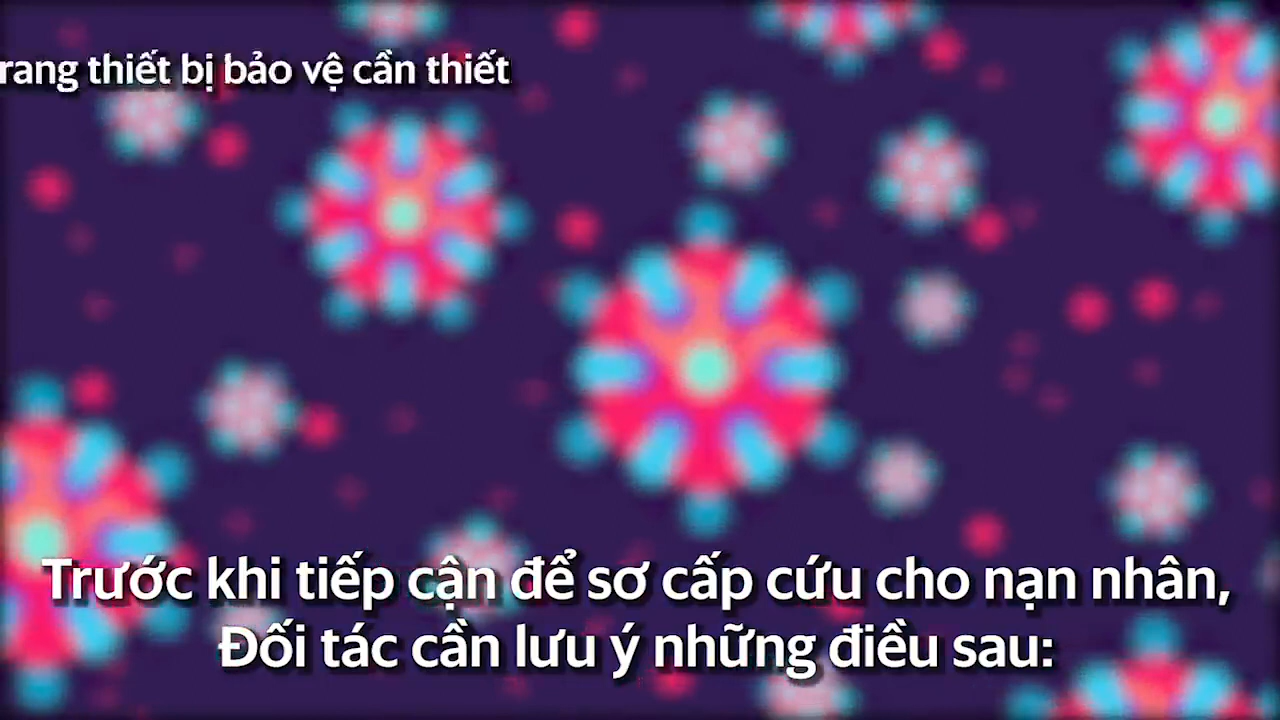 rang thiết bị bảo vệ cần thiết
Trước khi tiếp cận để sơ cấp cứu cho nạn nhân,
Đối tác cần lưu ý những điều sau: